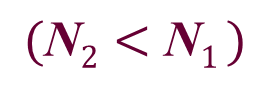 (N₂ < N₁)